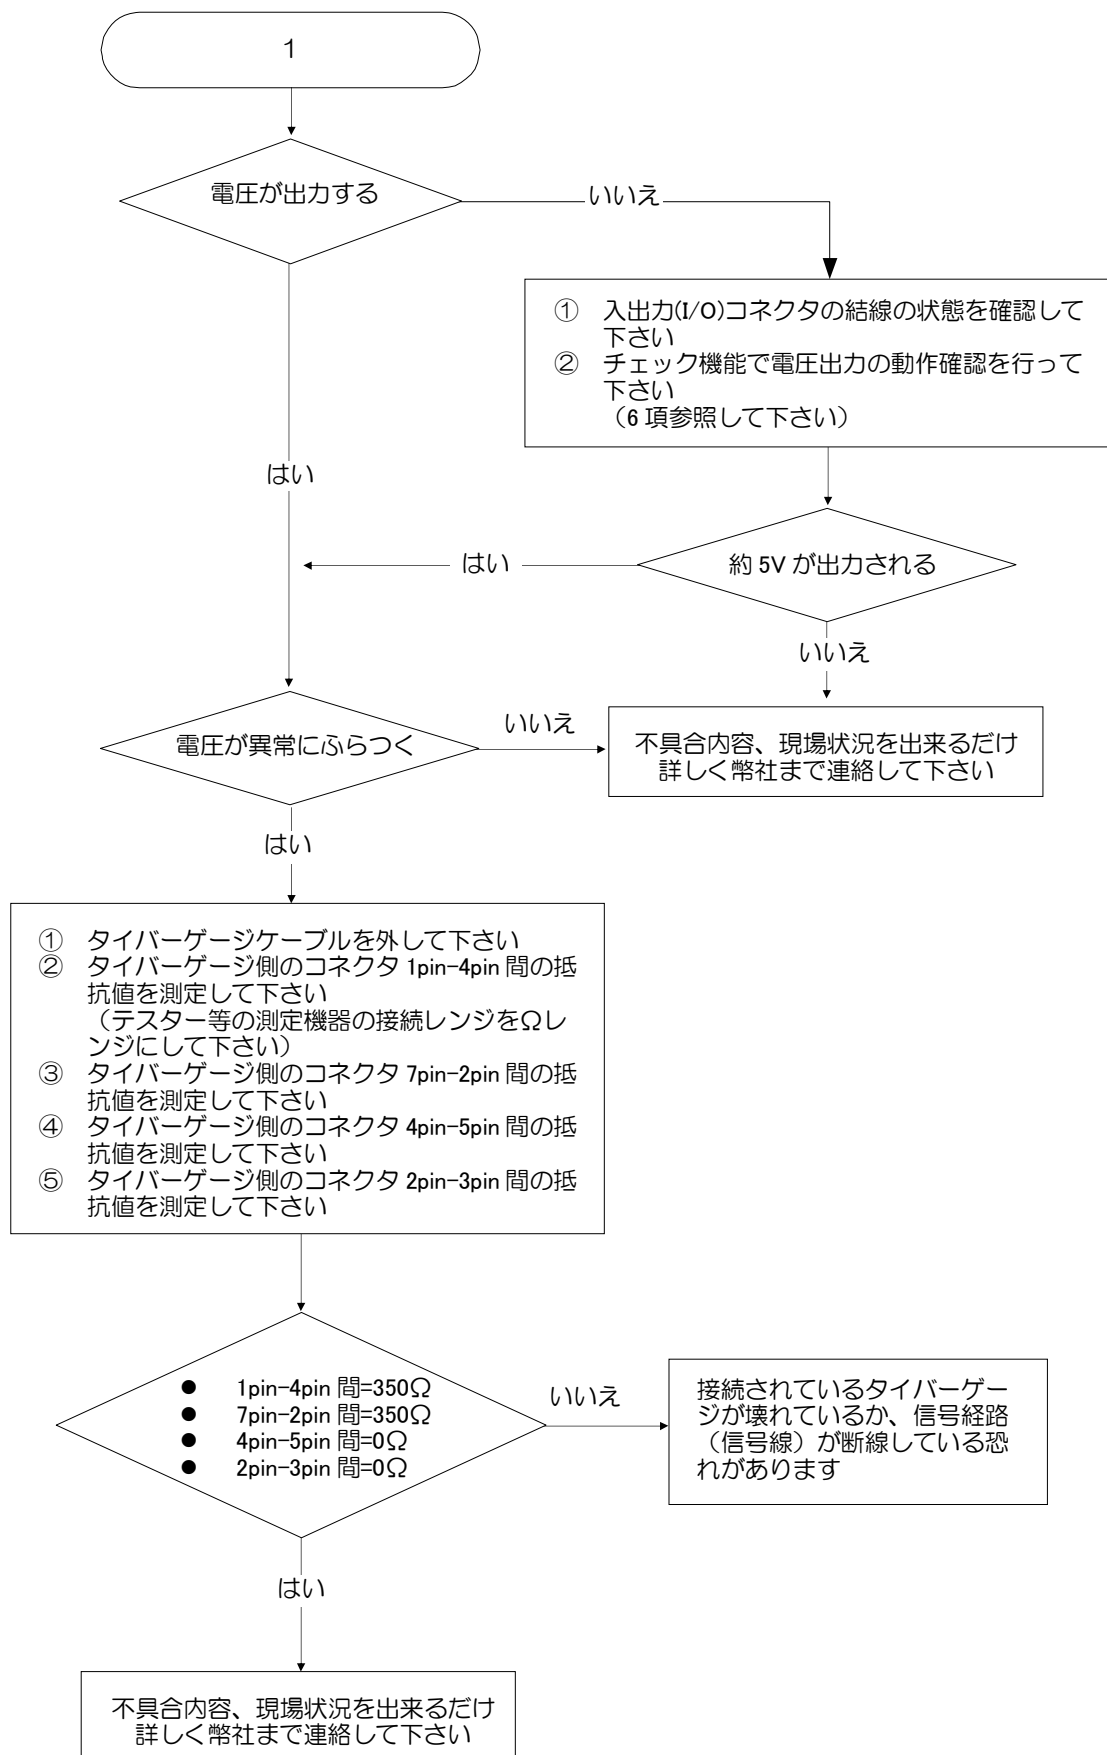 1
電圧が出力する
いいえ
① 入出力(I/O)コネクタの結線の状態を確認して
下さい
② チェック機能で電圧出力の動作確認を行って
下さい
（6 項参照して下さい）
はい
はい
約 5V が出力される
いいえ
電圧が異常にふらつく
いいえ
不具合内容、現場状況を出来るだけ
詳しく幣社まで連絡して下さい
はい
① タイバーゲージケーブルを外して下さい
② タイバーゲージ側のコネクタ 1pin-4pin 間の抵
抗値を測定して下さい
（テスター等の測定機器の接続レンジをΩレ
ンジにして下さい）
③ タイバーゲージ側のコネクタ 7pin-2pin 間の抵
抗値を測定して下さい
④ タイバーゲージ側のコネクタ 4pin-5pin 間の抵
抗値を測定して下さい
⑤ タイバーゲージ側のコネクタ 2pin-3pin 間の抵
抗値を測定して下さい
● 1pin-4pin 間=350Ω
● 7pin-2pin 間=350Ω
● 4pin-5pin 間=0Ω
● 2pin-3pin 間=0Ω
いいえ
接続されているタイバーゲー
ジが壊れているか、信号経路
（信号線）が断線している恐
れがあります
はい
不具合内容、現場状況を出来るだけ
詳しく幣社まで連絡して下さい